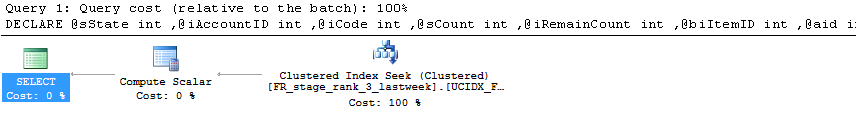 Query 1: Query cost (relative to the batch): 100%
DECLARE @sState int ,@iAccountID int ,@iCode int ,@sCount int ,@iRemainCount int ,@biItemID int ,@aid i
SELECT
Cost: 0 %
Compute Scalar
Cost: 0 %
Clustered Index Seek (Clustered)
[FR_stage_rank_3_lastweek].[UCIDX_F…
Cost: 100 %